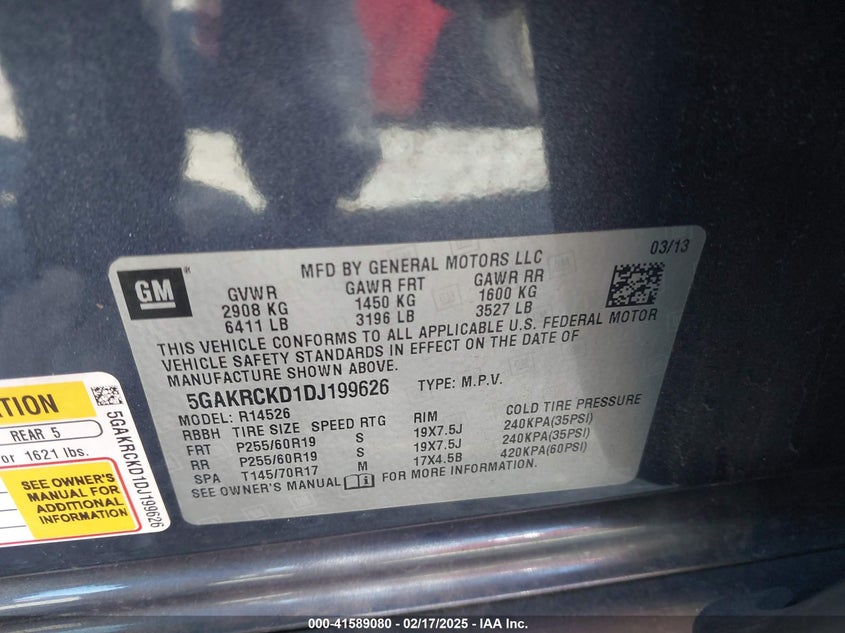 MFD BY GENERAL MOTORS LLC
03/13
GM
GVWR GAWR FRT GAWR RR
2908 KG 1450 KG 1600 KG
6411 LB 3196 LB 3527 LB
THIS VEHICLE CONFORMS TO ALL APPLICABLE U.S. FEDERAL MOTOR
VEHICLE SAFETY STANDARDS IN EFFECT ON THE DATE OF
MANUFACTURE SHOWN ABOVE.
5GAKRCKD1DJ199626 TYPE: M.P.V.
MODEL: R14526
RBBH TIRE SIZE SPEED RTG RIM COLD TIRE PRESSURE
FRT P255/60R19 S 19X7.5J 240KPA(35PSI)
RR P255/60R19 S 19X7.5J 240KPA(35PSI)
SPA T145/70R17 M 17X4.5B 420KPA(60PSI)
SEE OWNER'S MANUAL FOR MORE INFORMATION.
TION
REAR 5
or 1621 lbs.
SEE OWNER'S
MANUAL FOR
ADDITIONAL
INFORMATION
5GAKRCKD1DJ199626
000-41589080 - 02/17/2025 - IAA Inc.